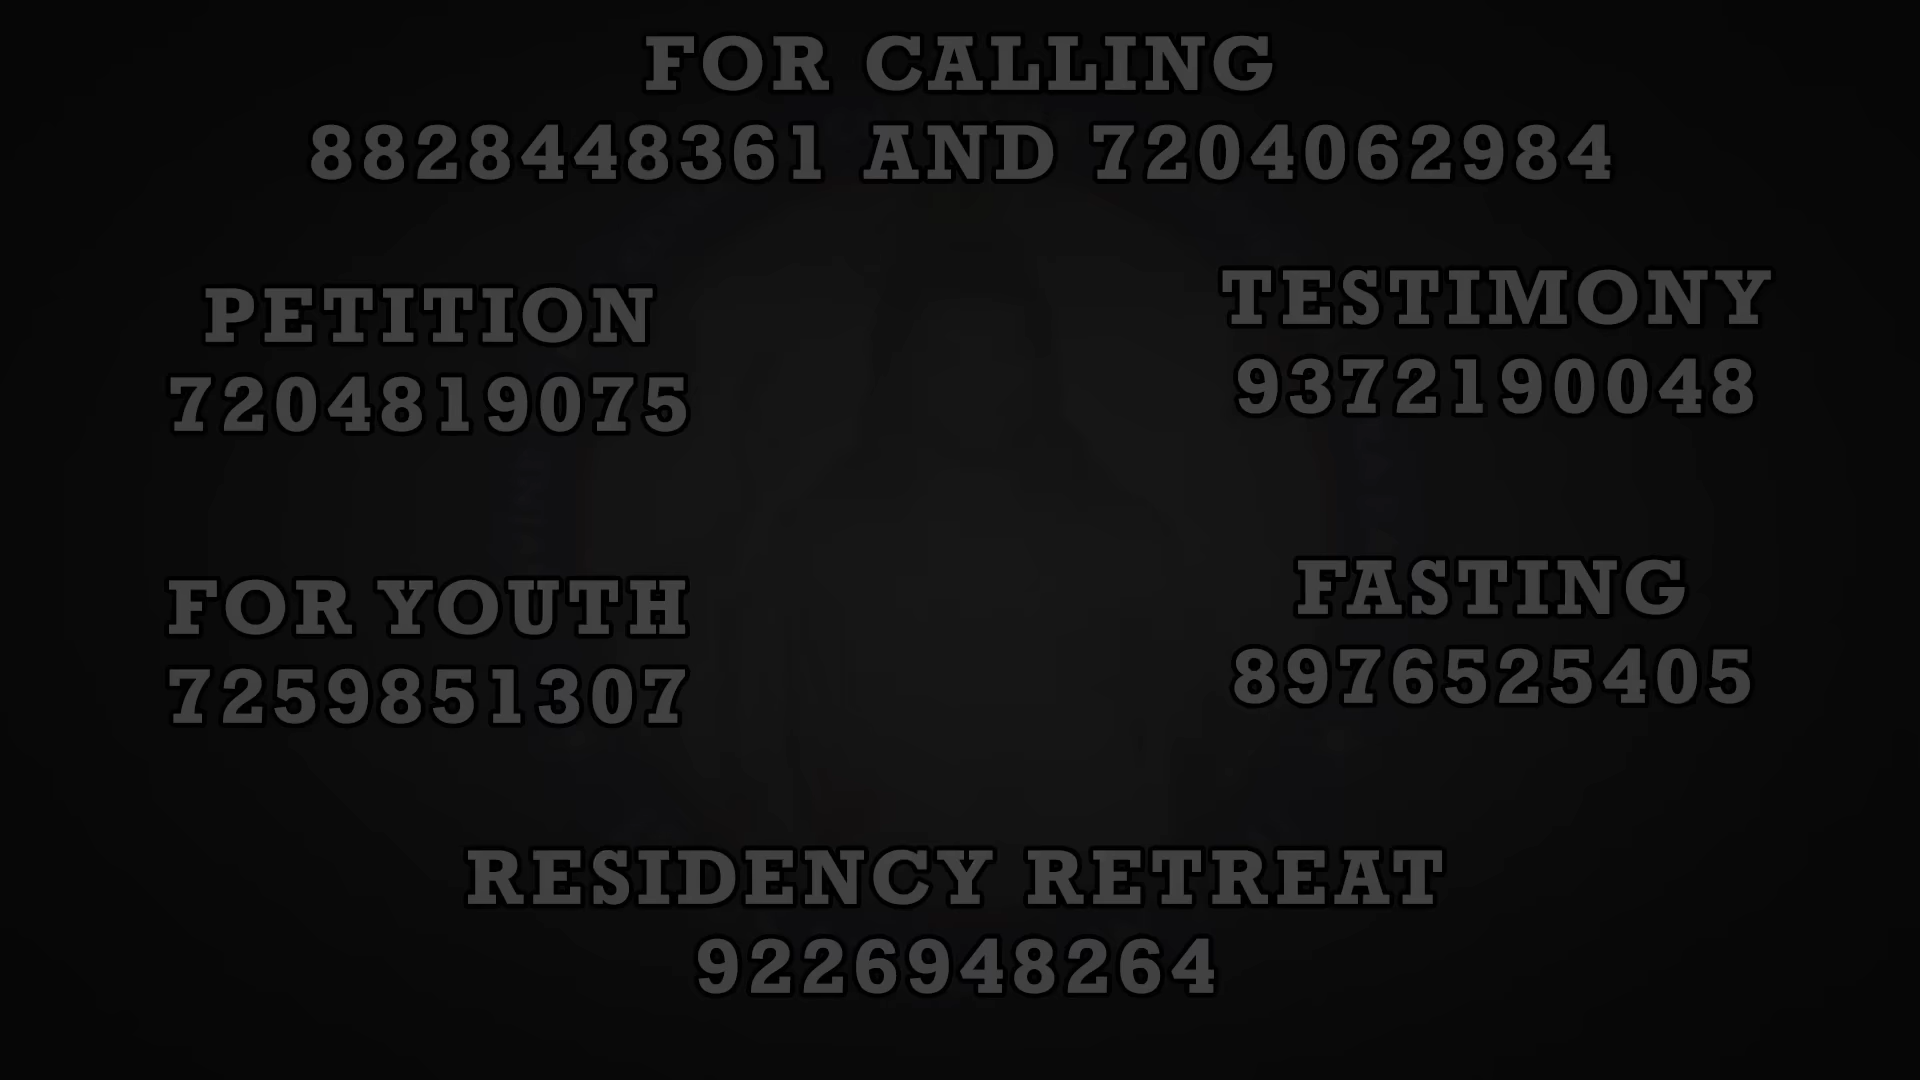 FOR CALLING
8828448361 AND 7204062984
PETITION
7204819075
TESTIMONY
9372190048
FOR YOUTH
7259851307
FASTING
8976525405
RESIDENCY RETREAT
9226948264